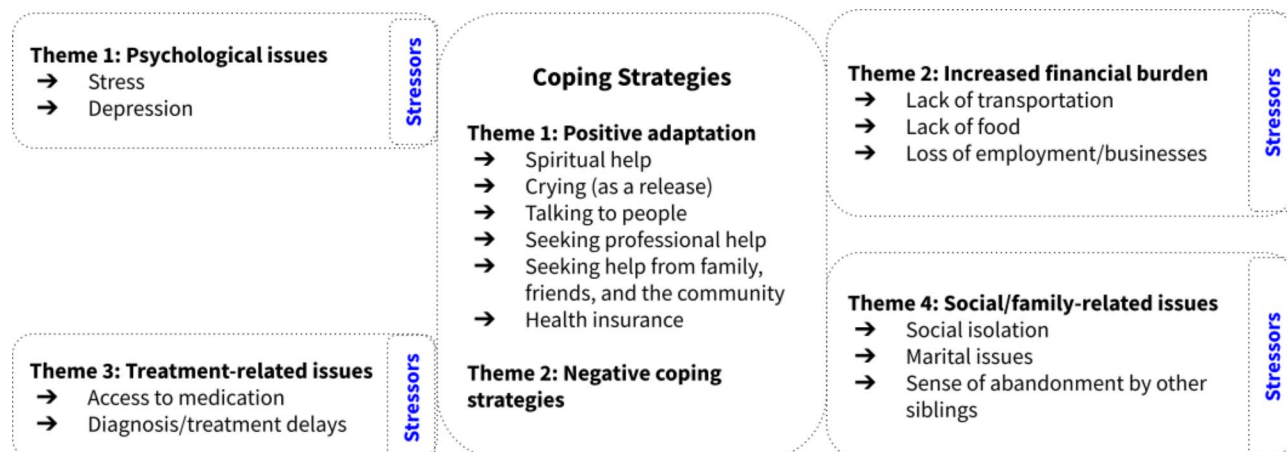 Theme 1: Psychological issues
➔ Stress
➔ Depression
Stressors
Coping Strategies
Theme 1: Positive adaptation
➔ Spiritual help
➔ Crying (as a release)
➔ Talking to people
➔ Seeking professional help
➔ Seeking help from family,
friends, and the community
➔ Health insurance
Theme 2: Negative coping
strategies
Theme 2: Increased financial burden
➔ Lack of transportation
➔ Lack of food
➔ Loss of employment/businesses
Stressors
Theme 3: Treatment-related issues
➔ Access to medication
➔ Diagnosis/treatment delays
Stressors
Theme 4: Social/family-related issues
➔ Social isolation
➔ Marital issues
➔ Sense of abandonment by other
siblings
Stressors